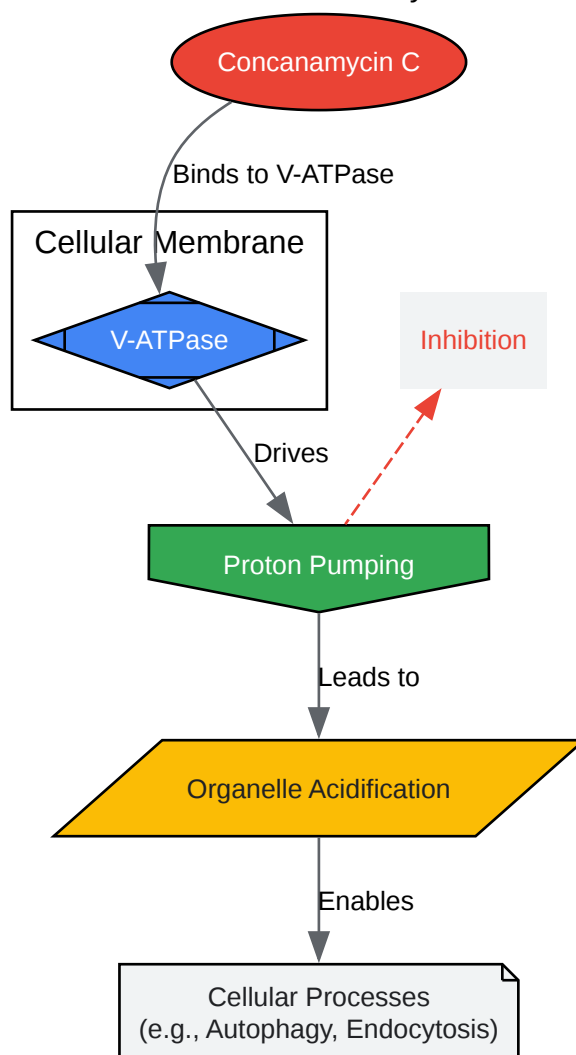 Concanamycin C
Binds to V-ATPase
Cellular Membrane
V-ATPase
Inhibition
Drives
Proton Pumping
Leads to
Organelle Acidification
Enables
Cellular Processes
(e.g., Autophagy, Endocytosis)